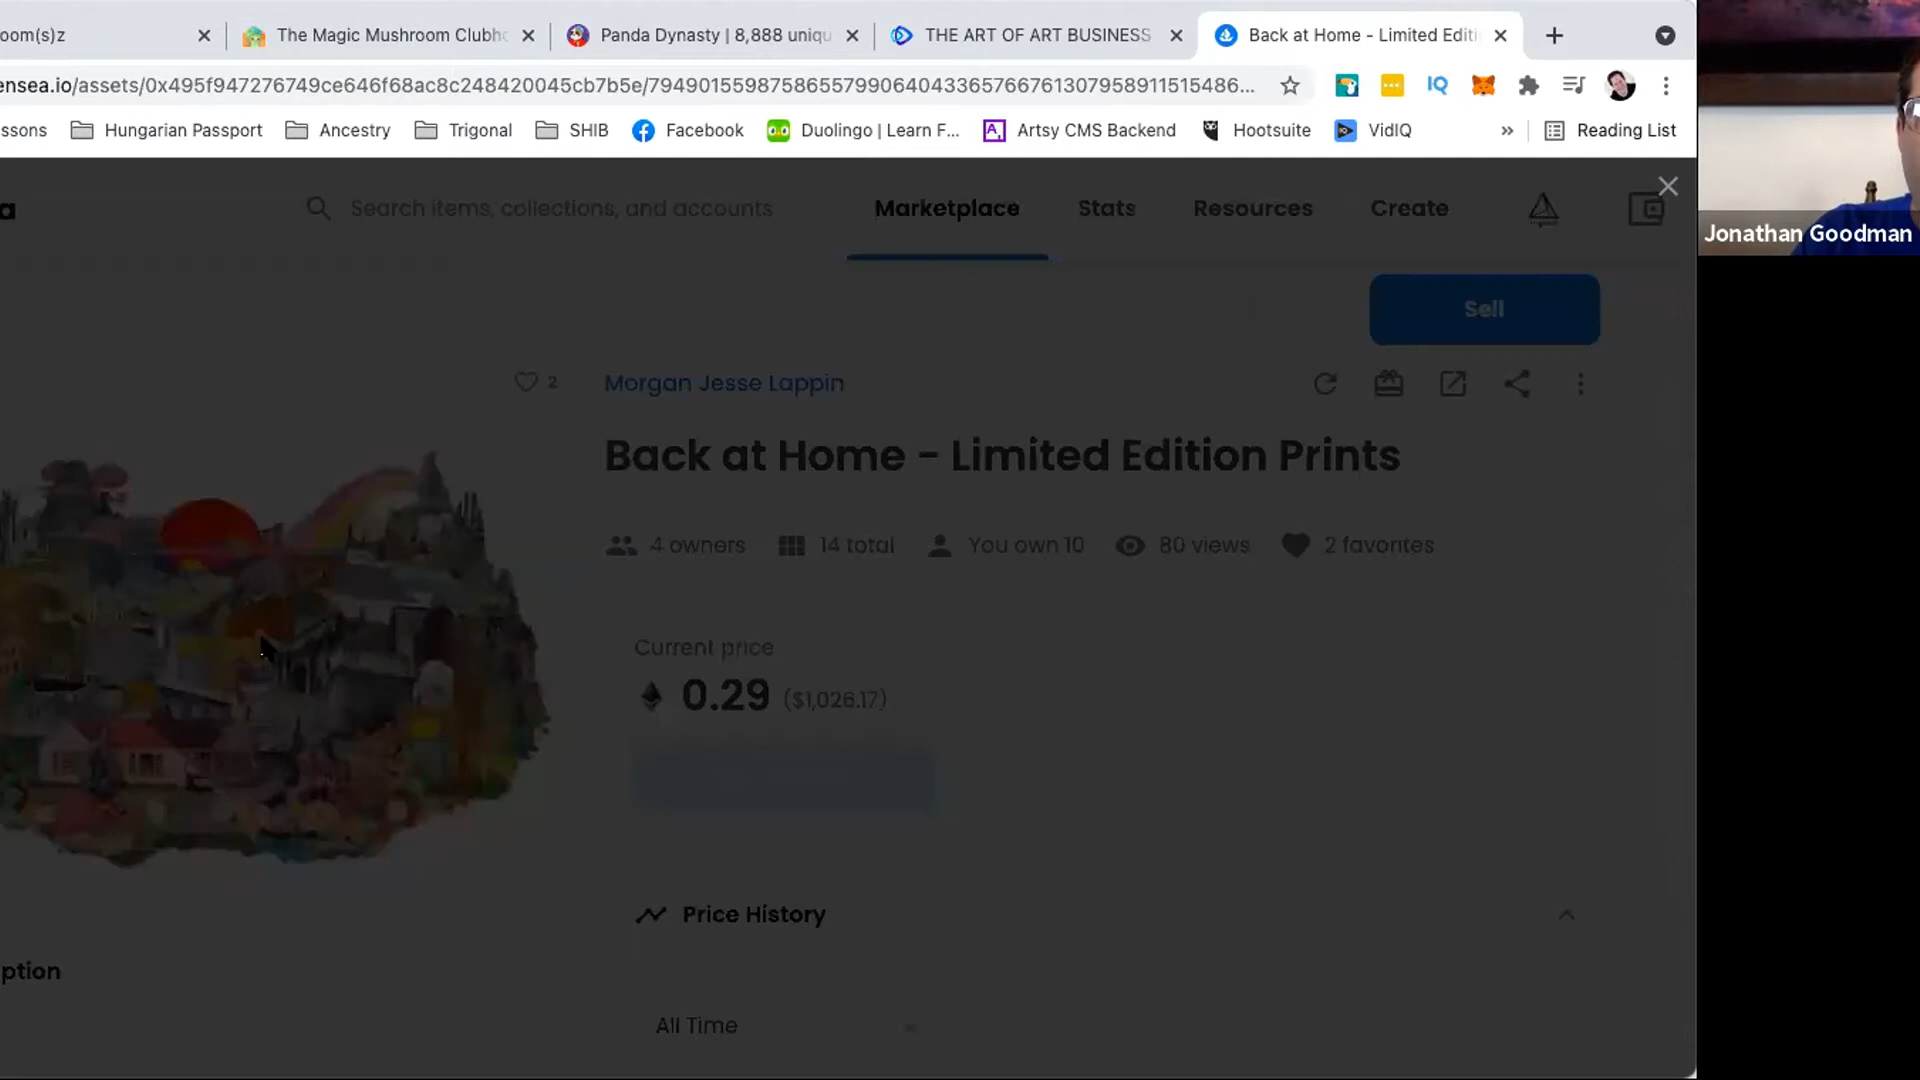 oom(s)z
The Magic Mushroom Clubh
Panda Dynasty | 8,888 uniqu
THE ART OF ART BUSINESS
Back at Home - Limited Editi
ensea.io/assets/0x495f947276749ce646f68ac8c248420045cb7b5e/7949015598758655799064043365766761307958911515486...
ssons
Hungarian Passport
Ancestry
Trigonal
SHIB
Facebook
Duolingo | Learn F...
Artsy CMS Backend
Hootsuite
VidIQ
»
Reading List
a
Search items, collections, and accounts
Marketplace
Stats
Resources
Create
Jonathan Goodman
Sell
2
Morgan Jesse Lappin
Back at Home - Limited Edition Prints
4 owners
14 total
You own 10
80 views
2 favorites
Current price
0.29 ($1,026.17)
Price History
ption
All Time